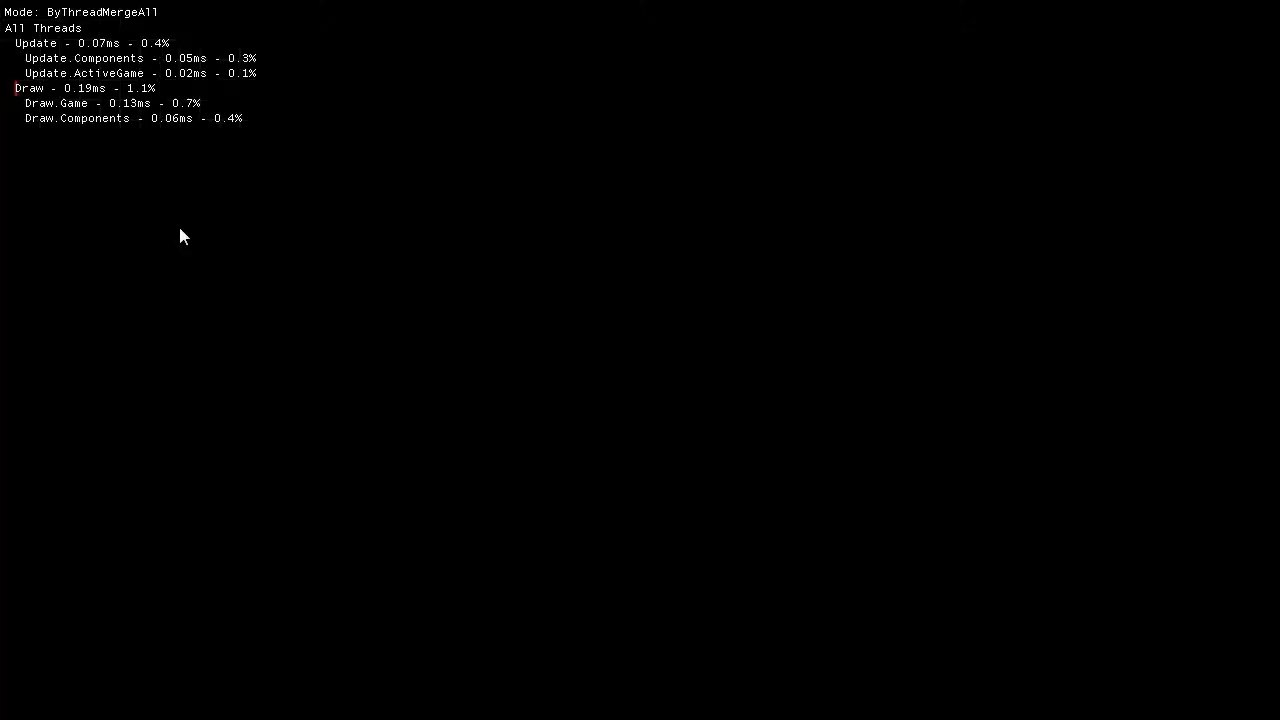 Mode: ByThreadMergeAll
All Threads
Update - 0.07ms - 0.4%
Update.Components - 0.05ms - 0.3%
Update.ActiveGame - 0.02ms - 0.1%
Draw - 0.19ms - 1.1%
Draw.Game - 0.13ms - 0.7%
Draw.Components - 0.06ms - 0.4%